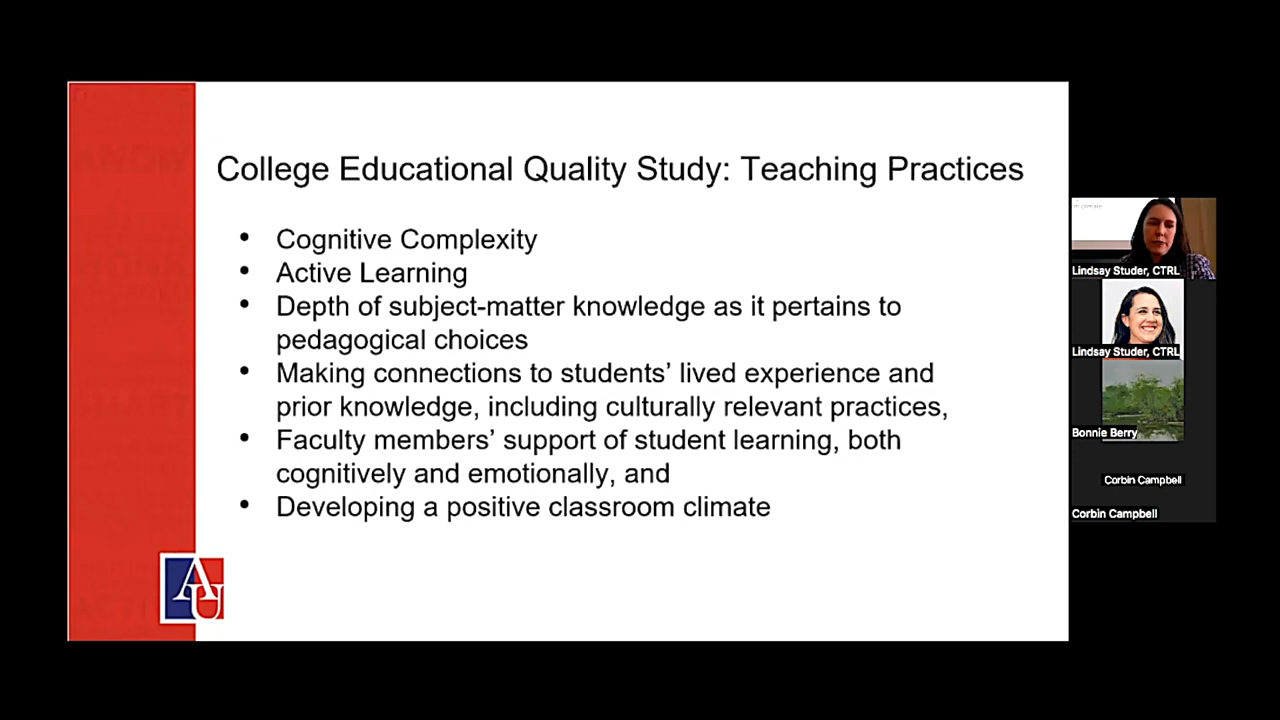 College Educational Quality Study: Teaching Practices
• Cognitive Complexity
• Active Learning
• Depth of subject-matter knowledge as it pertains to
pedagogical choices
• Making connections to students’ lived experience and
prior knowledge, including culturally relevant practices,
• Faculty members’ support of student learning, both
cognitively and emotionally, and
• Developing a positive classroom climate
AU
Lindsay Studer, CTRL
Lindsay Studer, CTRL
Bonnie Berry
Corbin Campbell
Corbin Campbell